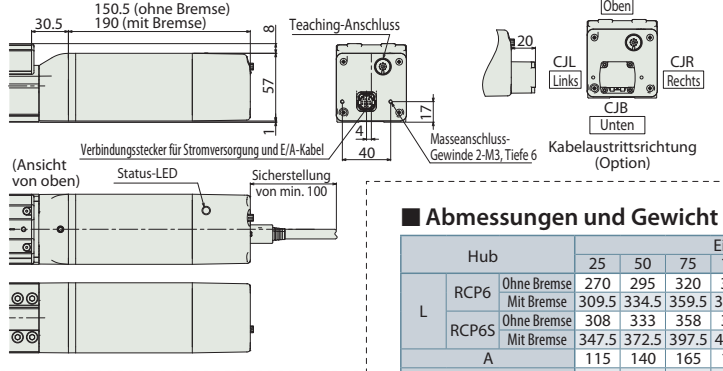 150.5 (ohne Bremse)
30.5
190 (mit Bremse)
8
57
1
Teaching-Anschluss
17
4
40
Masseanschluss-
Gewinde 2-M3, Tiefe 6
Verbindungsstecker für Stromversorgung und E/A-Kabel
20
Oben
CJL
Links
CJR
Rechts
CJB
Unten
Kabelaustrittsrichtung
(Option)
(Ansicht
von oben)
Status-LED
Sicherstellung
von min. 100
■ Abmessungen und Gewicht
Hub
25 50 75
L
RCP6 Ohne Bremse 270 295 320
Mit Bremse 309.5 334.5 359.5
RCP6S Ohne Bremse 308 333 358
Mit Bremse 347.5 372.5 397.5
A 115 140 165